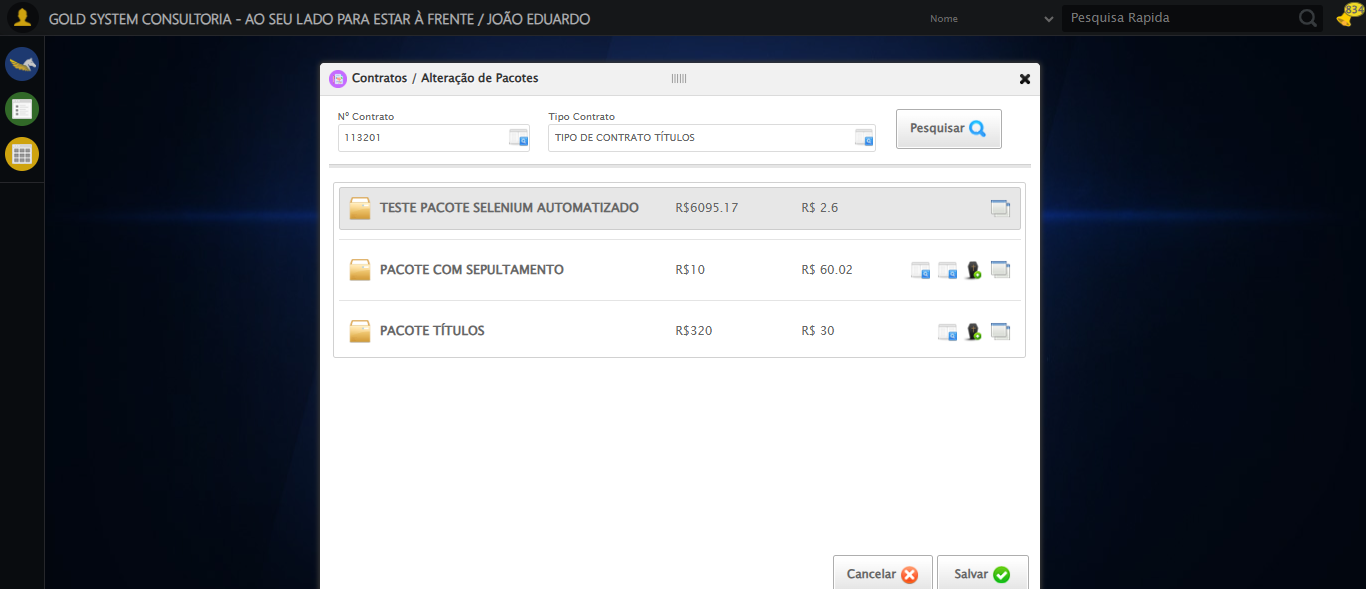 GOLD SYSTEM CONSULTORIA - AO SEU LADO PARA ESTAR À FRENTE / JOÃO EDUARDO
Nome
Pesquisa Rapida
834
Contratos / Alteração de Pacotes
Nº Contrato
Tipo Contrato
113201
TIPO DE CONTRATO TÍTULOS
Pesquisar
TESTE PACOTE SELENIUM AUTOMATIZADO R$6095.17 R$ 2.6
PACOTE COM SEPULTAMENTO R$10 R$ 60.02
PACOTE TÍTULOS R$320 R$ 30
Cancelar
Salvar